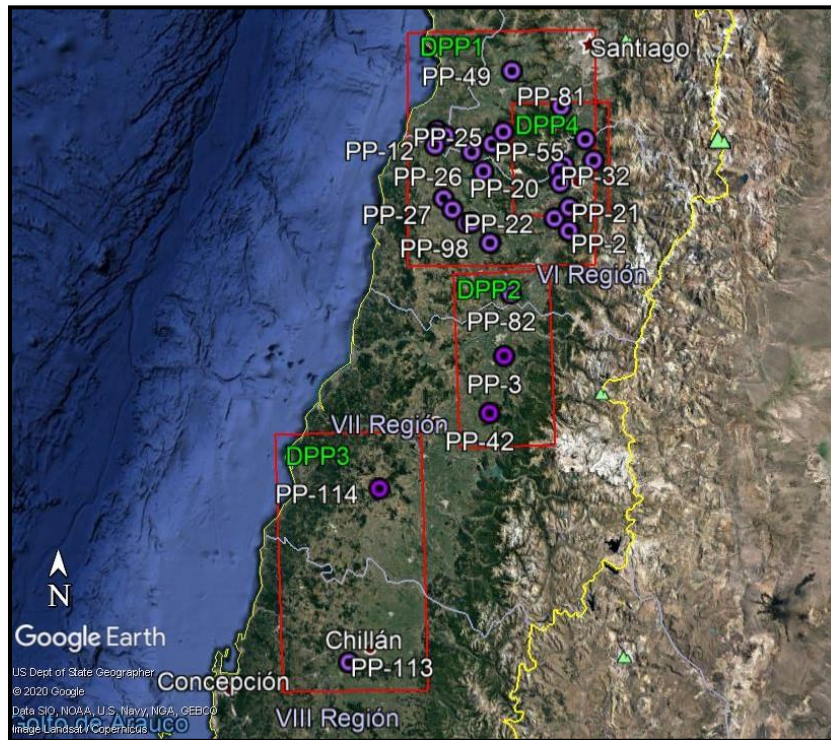 Santiago
DPP1
PP-49
PP-81
DPP4
PP-25
PP-12
PP-55
PP-26
PP-20
PP-32
PP-27
PP-22
PP-21
PP-98
PP-2
VI Región
DPP2
PP-82
PP-3
VII Región
PP-42
DPP3
PP-114
N
Google Earth
Chillán
PP-113
US Dept of State Geographer
Concepción
© 2020 Google
Data SIO, NOAA, U.S. Navy, NGA, GEBCO
Golfo de Arauco
VIII Región
Image Landsat / Copernicus